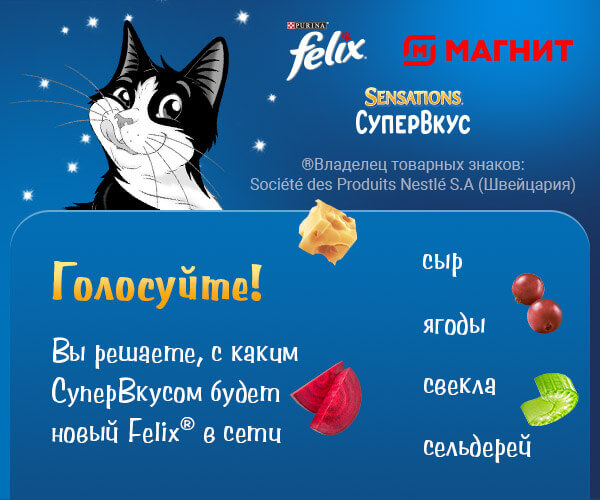 PURINA
felix
М МАГНИТ
SENSATIONS®
СУПЕРВКУС
®Владелец товарных знаков:
Société des Produits Nestlé S.A (Швейцария)
Голосуйте!
Вы решаете, с каким
СуперВкусом будет
новый Felix® в сети
сыр
ягоды
свекла
сельдерей